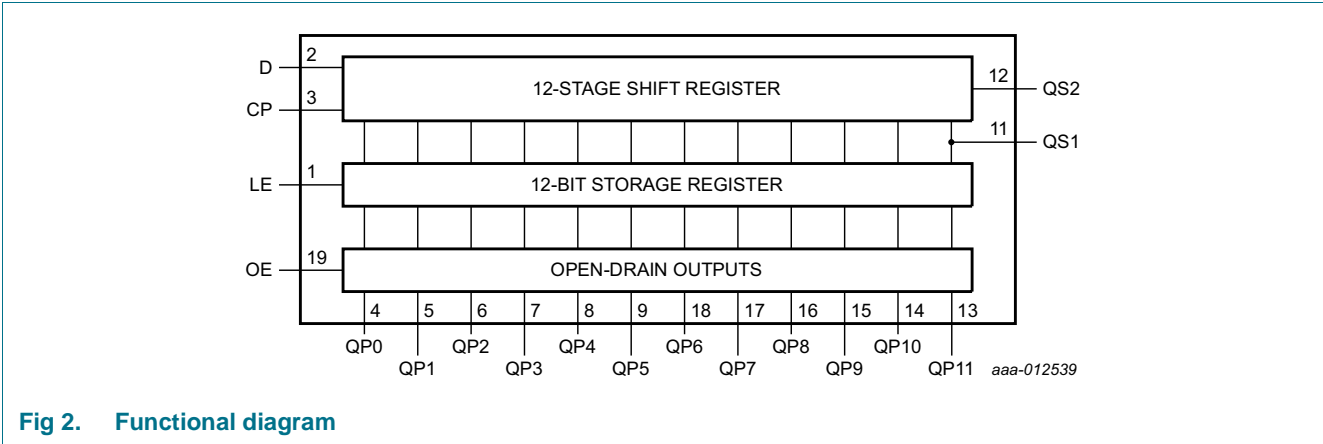 D 2 12-STAGE SHIFT REGISTER 12 QS2
CP 3
11 QS1
LE 1 12-BIT STORAGE REGISTER
OE 19 OPEN-DRAIN OUTPUTS
4 5 6 7 8 9 18 17 16 15 14 13
QP0 QP2 QP4 QP6 QP8 QP10
QP1 QP3 QP5 QP7 QP9 QP11 aaa-012539
Fig 2. Functional diagram